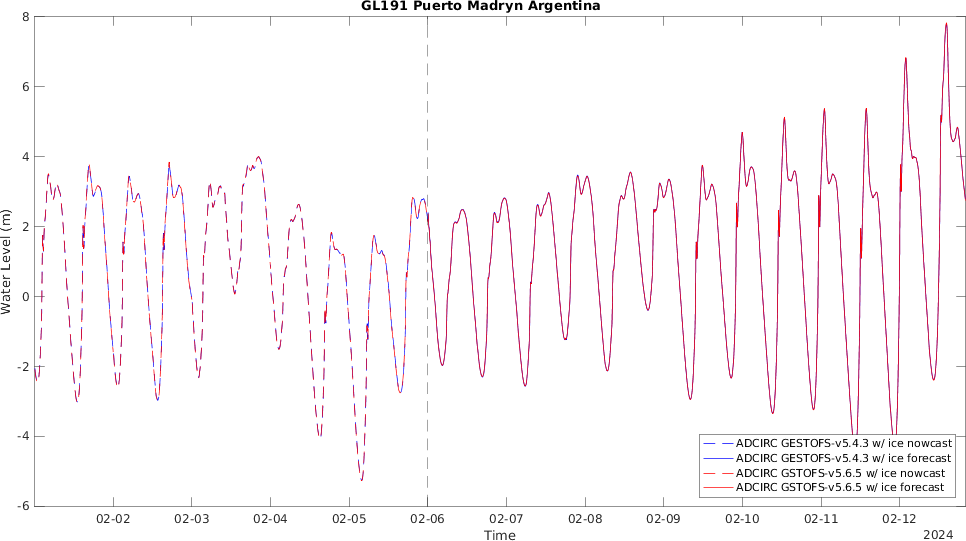 GL191 Puerto Madryn Argentina
8
6
4
2
0
-2
-4
-6
Water Level (m)
ADCIRC GESTOFS-v5.4.3 w/ ice nowcast
ADCIRC GESTOFS-v5.4.3 w/ ice forecast
ADCIRC GSTOFS-v5.6.5 w/ ice nowcast
ADCIRC GSTOFS-v5.6.5 w/ ice forecast
02-02 02-03 02-04 02-05 02-06 02-07 02-08 02-09 02-10 02-11 02-12
Time
2024